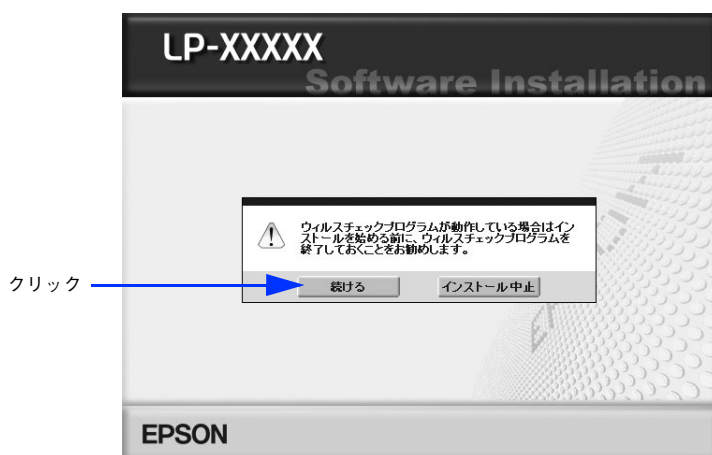 LP-XXXXX
Software Installation
ウィルスチェックプログラムが動作している場合はイン
ストールを始める前に、ウィルスチェックプログラムを
終了しておくことをお勧めします。
クリック
続ける
インストール中止
EPSON